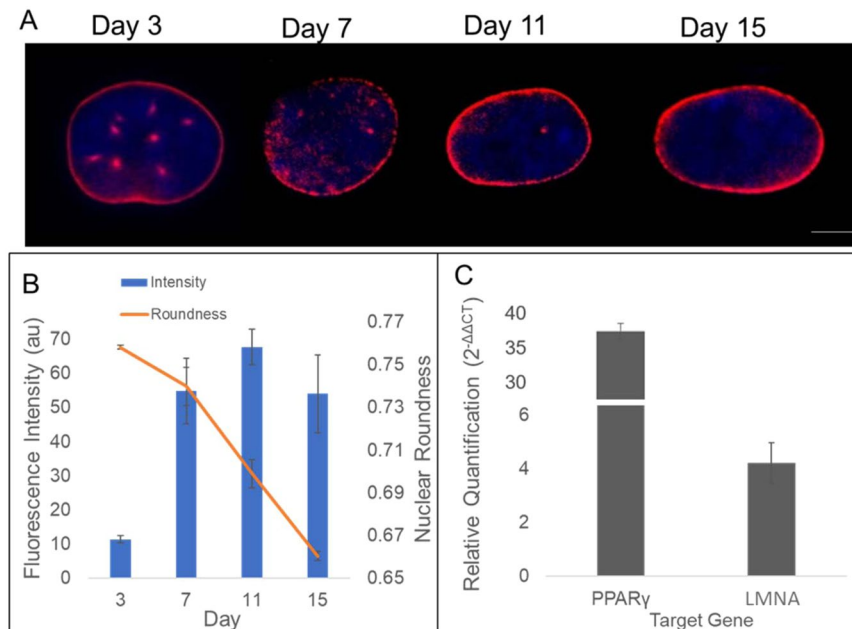 A
Day 3 Day 7 Day 11 Day 15
B
Intensity
Roundness
Fluorescence Intensity (au)
70
60
50
40
30
20
10
0
0.77
0.75
0.73
0.71
0.69
0.67
0.65
Nuclear Roundness
3 7 11 15
Day
C
Relative Quantification (2-ΔΔCT)
40
35
30
6
4
2
0
PPARγ LMNA
Target Gene